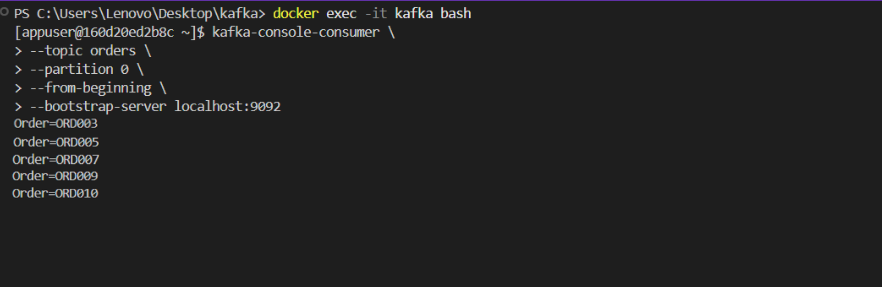 PS C:\Users\Lenovo\Desktop\kafka> docker exec -it kafka bash
[appuser@160d20ed2b8c ~]$ kafka-console-consumer \
> --topic orders \
> --partition 0 \
> --from-beginning \
> --bootstrap-server localhost:9092
Order=ORD003
Order=ORD005
Order=ORD007
Order=ORD009
Order=ORD010